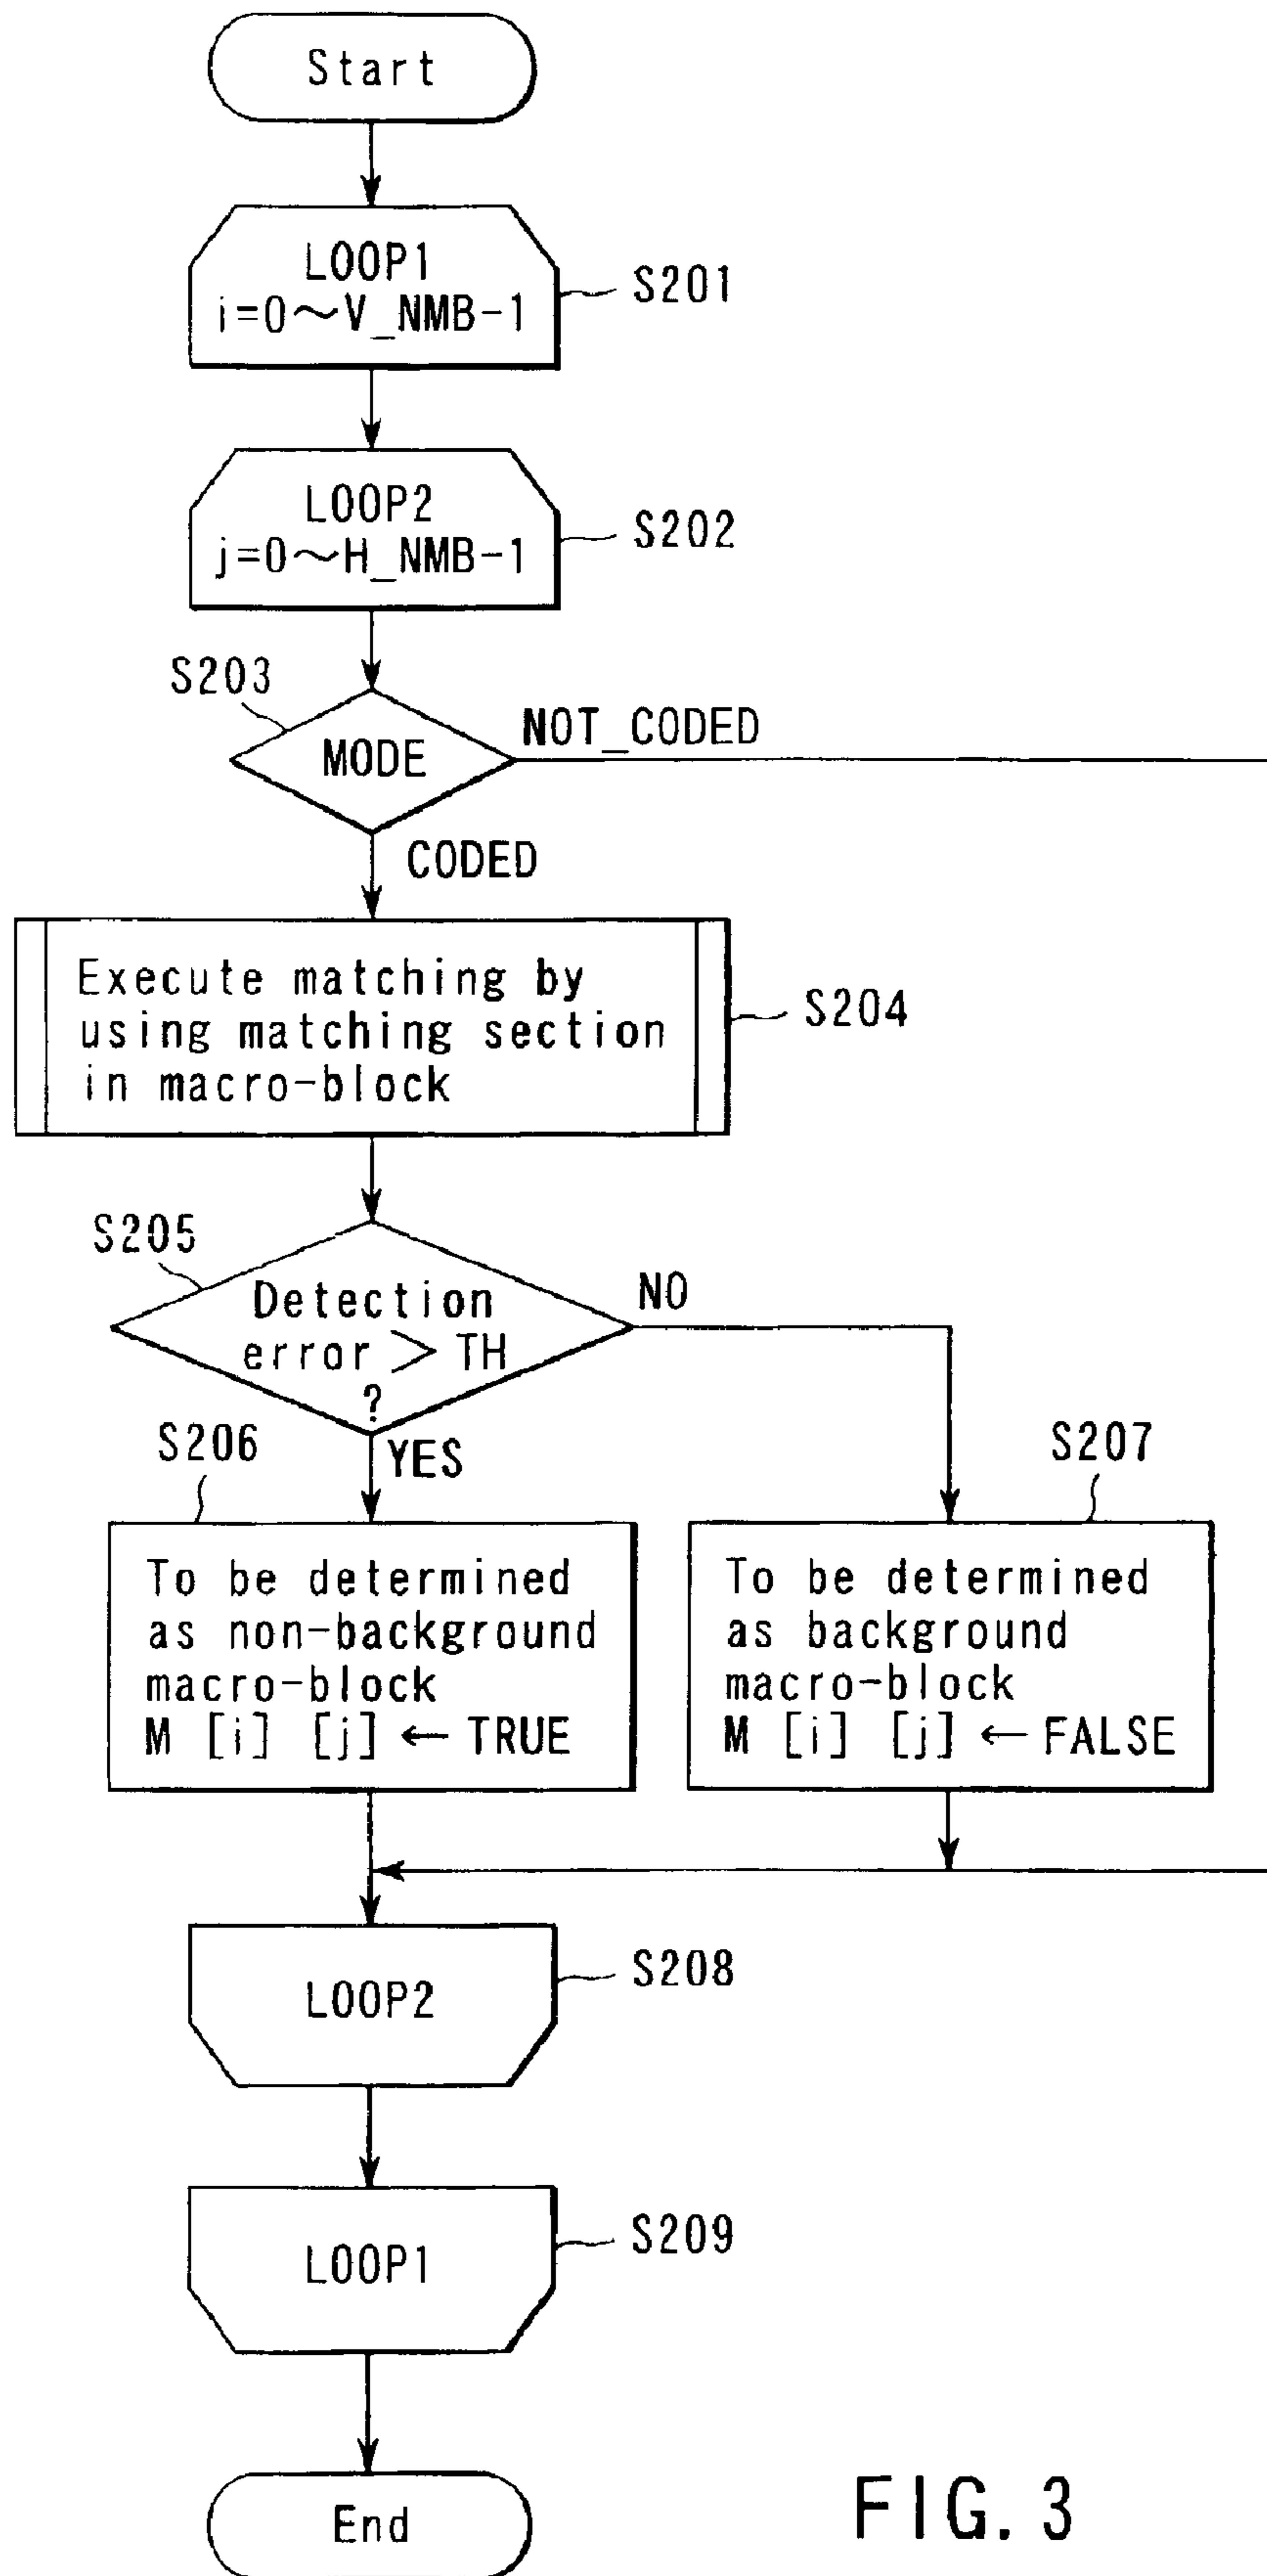 Start
LOOP1
i=0～V_NMB-1
S201
LOOP2
j=0～H_NMB-1
S202
S203
MODE
NOT_CODED
CODED
Execute matching by
using matching section
in macro-block
S204
S205
Detection
error > TH
?
NO
YES
S206
S207
To be determined
as non-background
macro-block
M [i] [j] ← TRUE
To be determined
as background
macro-block
M [i] [j] ← FALSE
LOOP2
S208
LOOP1
S209
End
FIG. 3